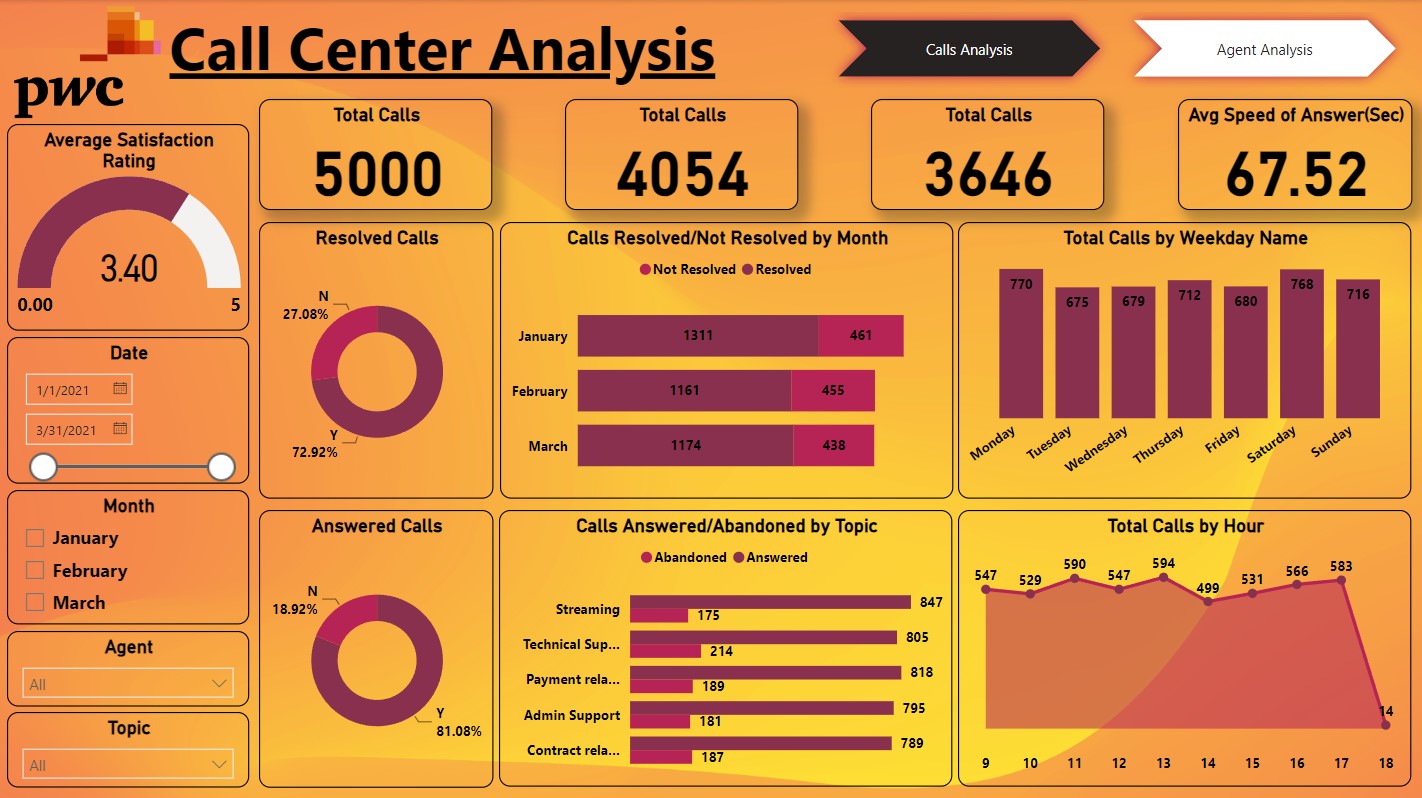 pwc
Call Center Analysis
Calls Analysis
Agent Analysis
Average Satisfaction
Rating
3.40
0.00
5
Date
1/1/2021
3/31/2021
Month
January
February
March
Agent
All
Topic
All
Total Calls
5000
Total Calls
4054
Total Calls
3646
Avg Speed of Answer(Sec)
67.52
Resolved Calls
N
27.08%
Y
72.92%
Calls Resolved/Not Resolved by Month
Not Resolved Resolved
January 1311 461
February 1161 455
March 1174 438
Total Calls by Weekday Name
770 675 679 712 680 768 716
Monday Tuesday Wednesday Thursday Friday Saturday Sunday
Answered Calls
N
18.92%
Y
81.08%
Calls Answered/Abandoned by Topic
Abandoned Answered
Streaming 847
175
Technical Sup... 805
214
Payment rela... 818
189
Admin Support 795
181
Contract rela... 789
187
Total Calls by Hour
547 529 590 547 594 499 531 566 583 14
9 10 11 12 13 14 15 16 17 18